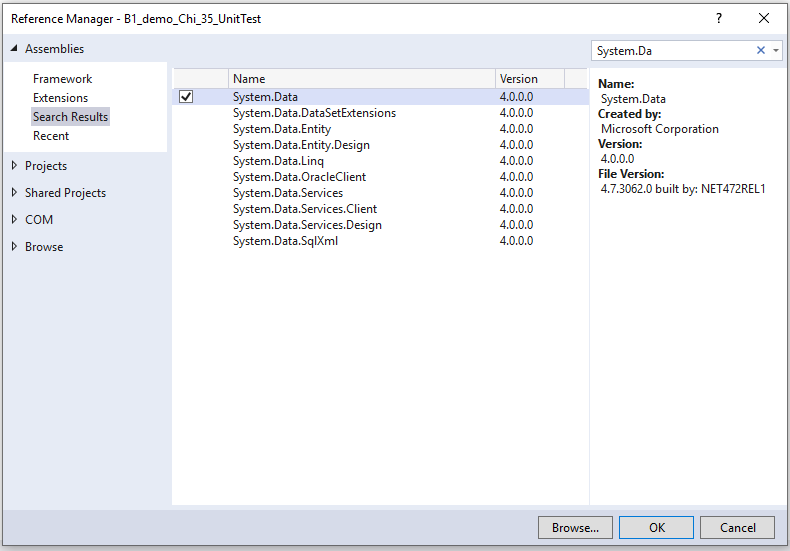 Reference Manager - B1_demo_Chi_35_UnitTest
?
Assemblies
Framework
Extensions
Search Results
Recent
Projects
Shared Projects
COM
Browse
Name Version
System.Data 4.0.0.0
System.Data.DataSetExtensions 4.0.0.0
System.Data.Entity 4.0.0.0
System.Data.Entity.Design 4.0.0.0
System.Data.Linq 4.0.0.0
System.Data.OracleClient 4.0.0.0
System.Data.Services 4.0.0.0
System.Data.Services.Client 4.0.0.0
System.Data.Services.Design 4.0.0.0
System.Data.SqlXml 4.0.0.0
System.Da
Name:
System.Data
Created by:
Microsoft Corporation
Version:
4.0.0.0
File Version:
4.7.3062.0 built by: NET472REL1
Browse... OK Cancel